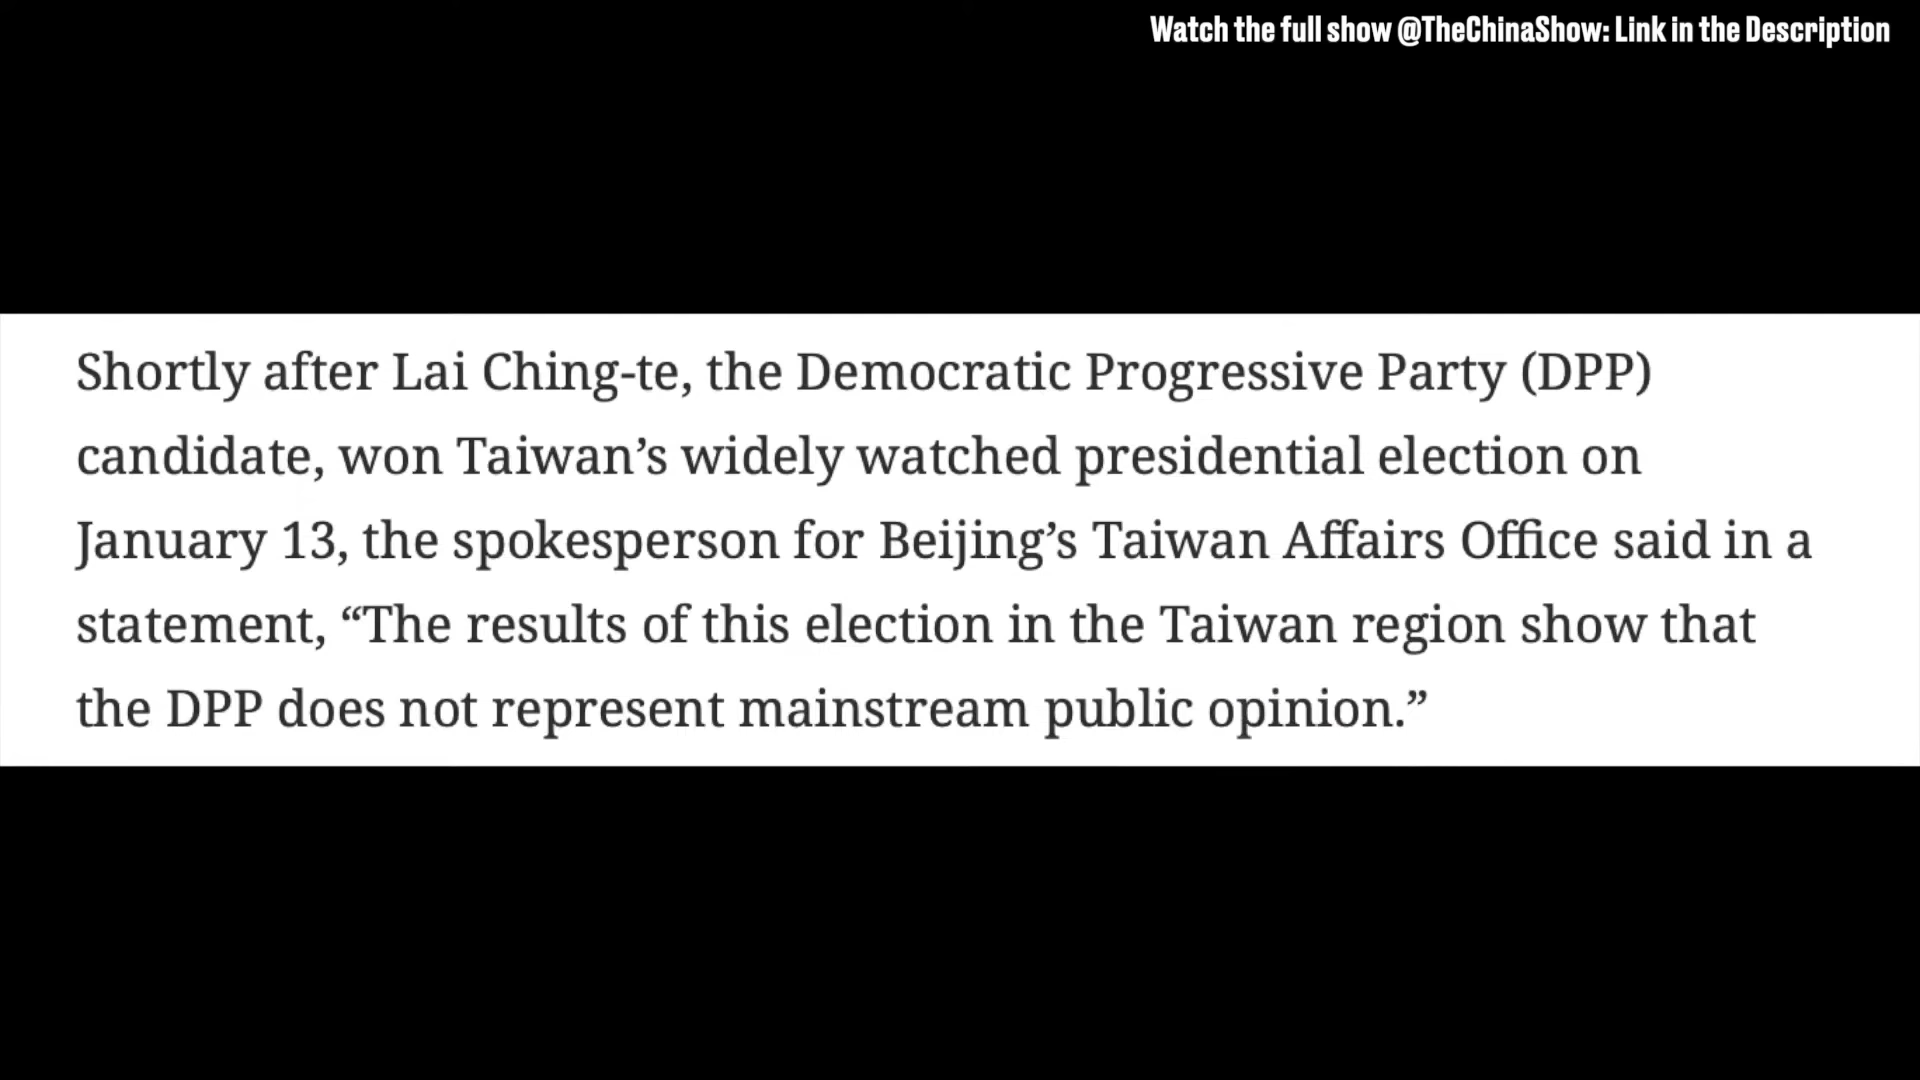 Watch the full show @TheChinaShow: Link in the Description
Shortly after Lai Ching-te, the Democratic Progressive Party (DPP)
candidate, won Taiwan’s widely watched presidential election on
January 13, the spokesperson for Beijing’s Taiwan Affairs Office said in a
statement, “The results of this election in the Taiwan region show that
the DPP does not represent mainstream public opinion.”